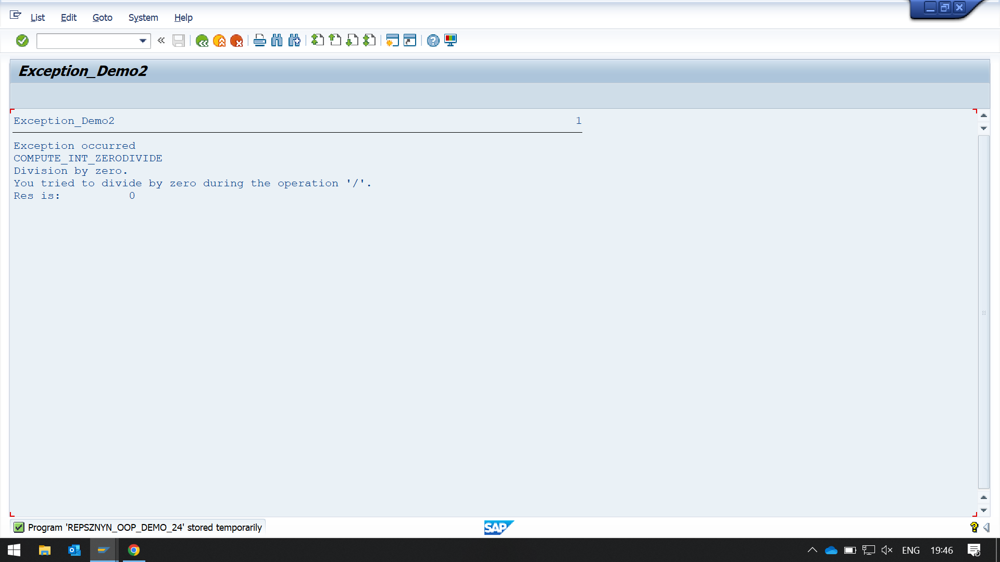 List Edit Goto System Help
Exception_Demo2
Exception_Demo2 1
Exception occurred
COMPUTE_INT_ZERODIVIDE
Division by zero.
You tried to divide by zero during the operation '/'.
Res is: 0
Program 'REPSZNYN_OOP_DEMO_24' stored temporarily
SAP
ENG 19:46